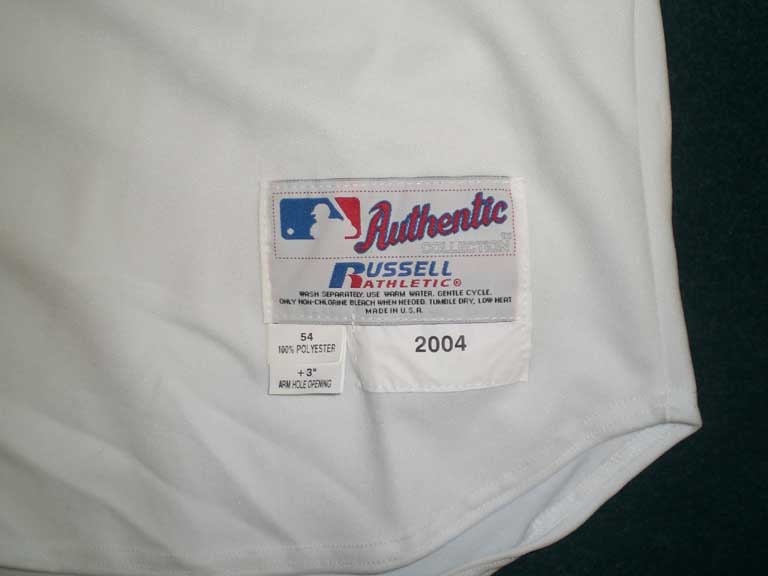 Authentic
COLLECTION™
RUSSELL
ATHLETIC®
WASH SEPARATELY. USE WARM WATER. GENTLE CYCLE.
ONLY NON-CHLORINE BLEACH WHEN NEEDED. TUMBLE DRY, LOW HEAT
MADE IN U.S.A.
54
100% POLYESTER
2004
+3"
ARM HOLE OPENING